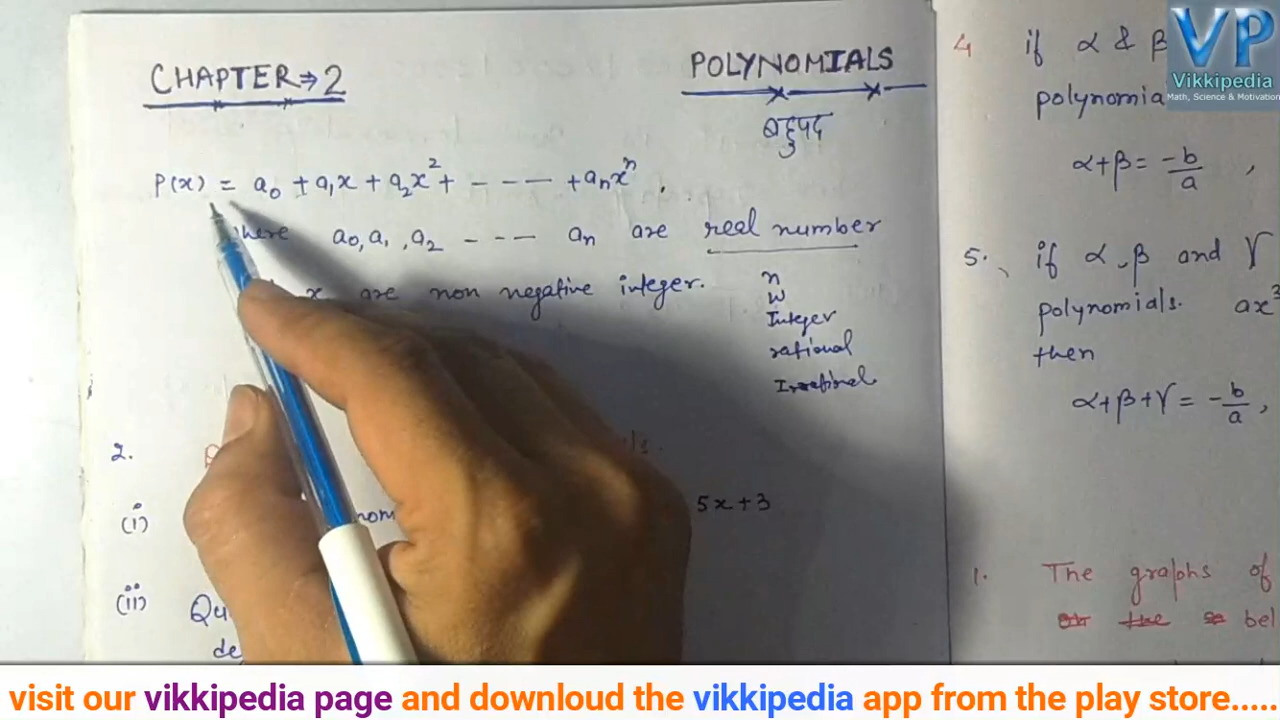 CHAPTER → 2
POLYNOMIALS
बहुपद
P(x) = a₀ + a₁x + a₂x² + - - - — + aₙxⁿ ,
where a₀, a₁ , a₂ - - - — aₙ are real number
x are non negative integer.
n
W
Integer
rational
2.
(i)
5x + 3
(ii) Qu
de
4 if α & β
polynomia
α+β = -b/a ,
5. if α, β and γ
polynomials. ax³
then
α+β+γ = -b/a ,
1. The graphs of
bel
VP
Vikkipedia
Math, Science & Motivation
visit our vikkipedia page and downloud the vikkipedia app from the play store.....